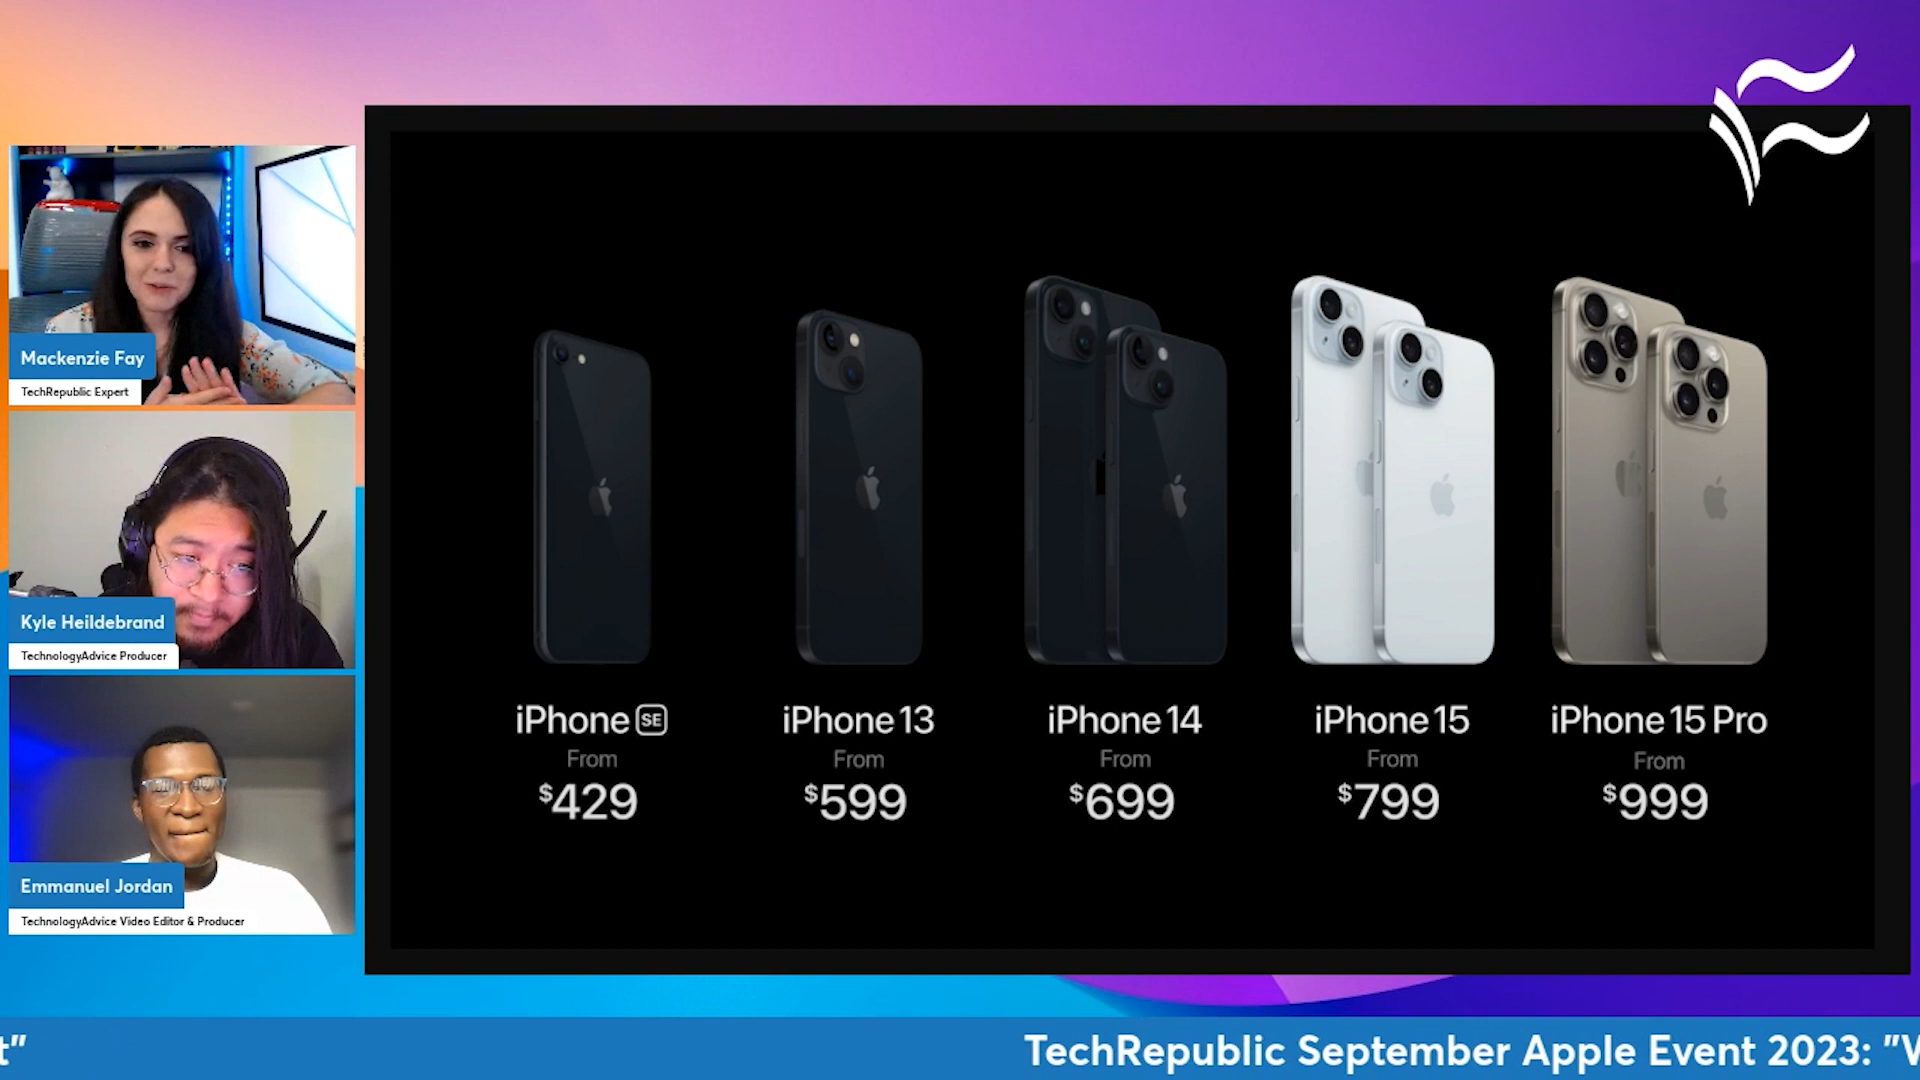 Mackenzie Fay
TechRepublic Expert
Kyle Heildebrand
TechnologyAdvice Producer
Emmanuel Jordan
TechnologyAdvice Video Editor & Producer
iPhone SE
From
$429
iPhone 13
From
$599
iPhone 14
From
$699
iPhone 15
From
$799
iPhone 15 Pro
From
$999
t"
TechRepublic September Apple Event 2023: "W